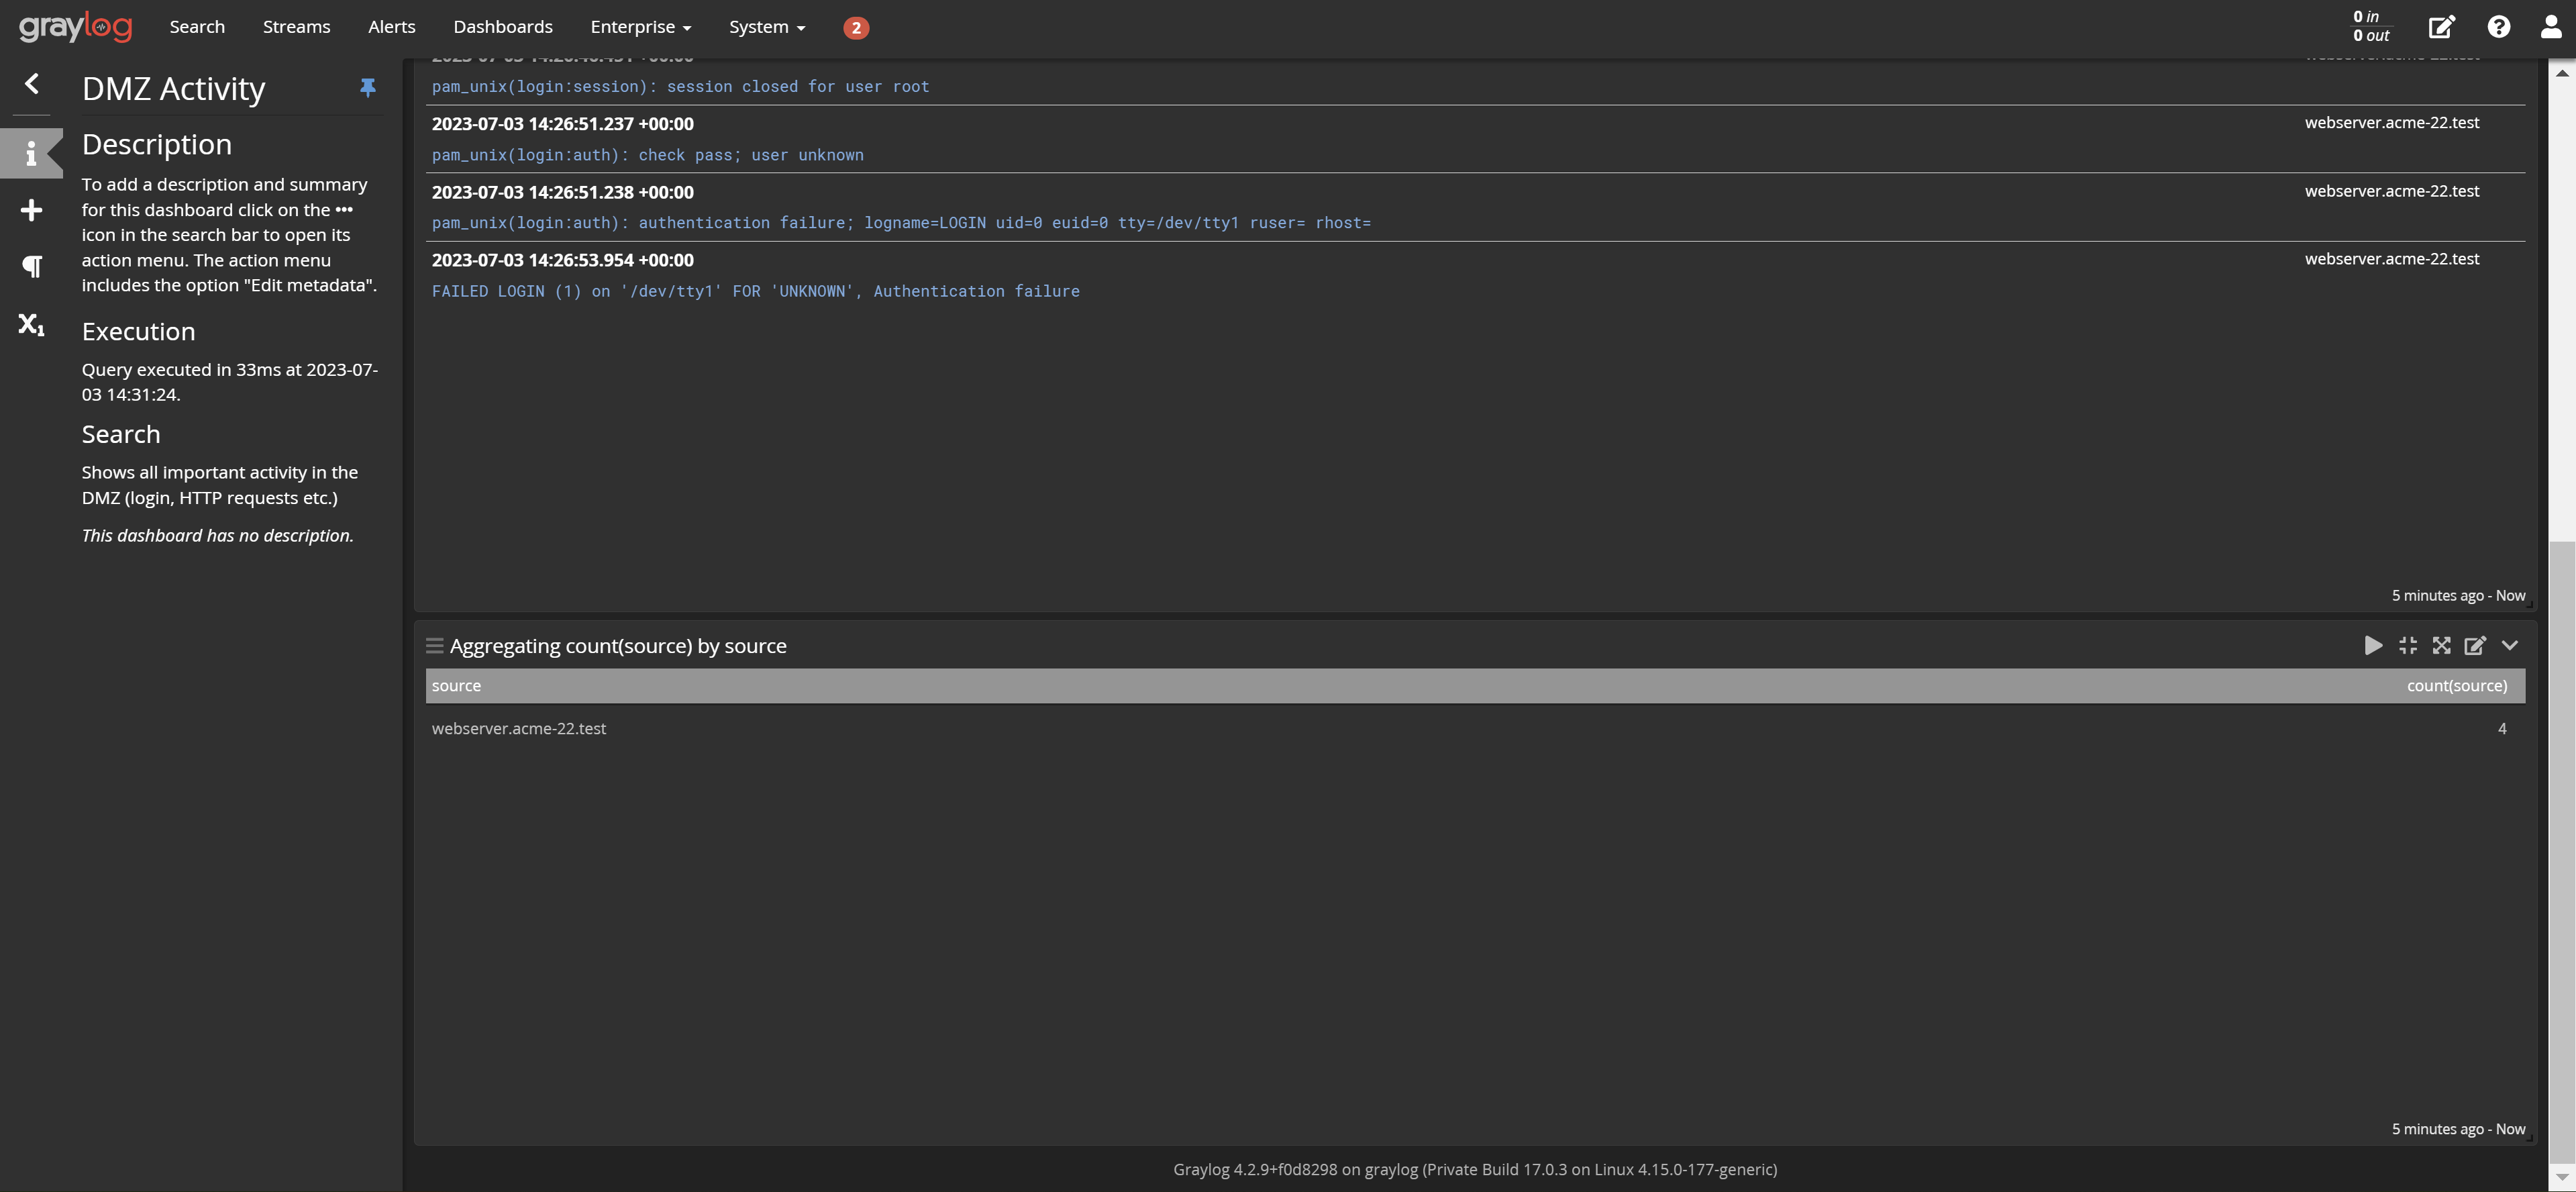 graylog Search Streams Alerts Dashboards Enterprise System 2 0 in
0 out
DMZ Activity
Description
To add a description and summary
for this dashboard click on the •••
icon in the search bar to open its
action menu. The action menu
includes the option "Edit metadata".
Execution
Query executed in 33ms at 2023-07-
03 14:31:24.
Search
Shows all important activity in the
DMZ (login, HTTP requests etc.)
This dashboard has no description.
pam_unix(login:session): session closed for user root
2023-07-03 14:26:51.237 +00:00 webserver.acme-22.test
pam_unix(login:auth): check pass; user unknown
2023-07-03 14:26:51.238 +00:00 webserver.acme-22.test
pam_unix(login:auth): authentication failure; logname=LOGIN uid=0 euid=0 tty=/dev/tty1 ruser= rhost=
2023-07-03 14:26:53.954 +00:00 webserver.acme-22.test
FAILED LOGIN (1) on '/dev/tty1' FOR 'UNKNOWN', Authentication failure
5 minutes ago - Now
Aggregating count(source) by source
source count(source)
webserver.acme-22.test 4
5 minutes ago - Now
Graylog 4.2.9+f0d8298 on graylog (Private Build 17.0.3 on Linux 4.15.0-177-generic)